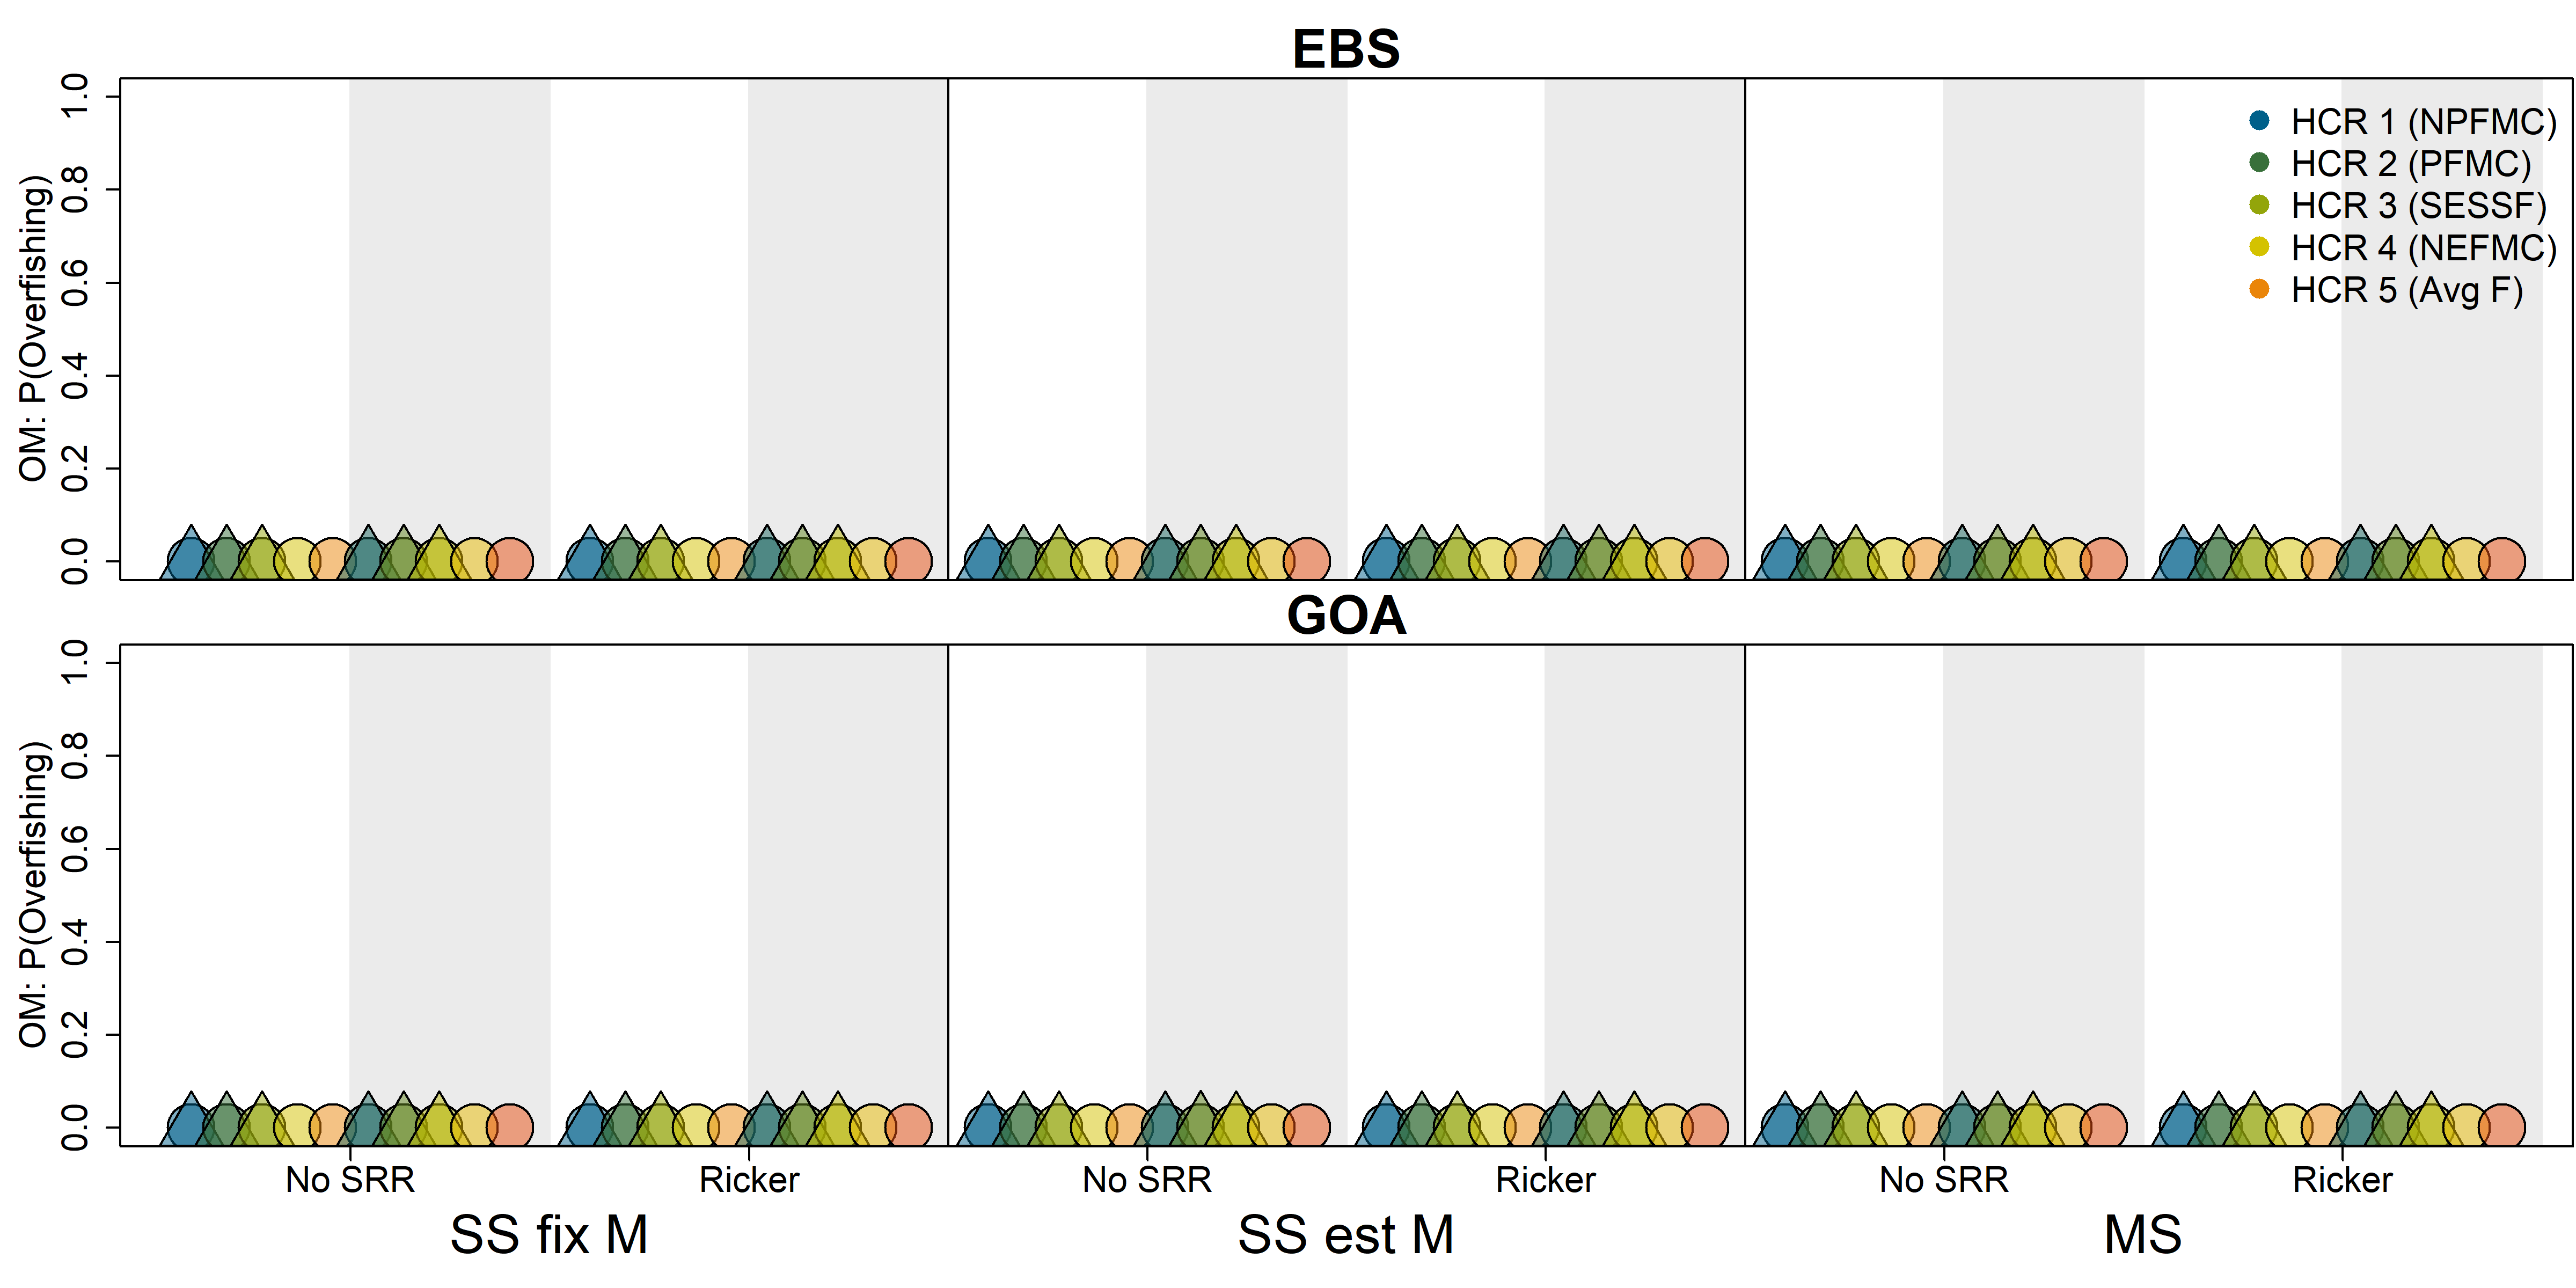 EBS
OM: P(Overfishing)
1.0
0.8
0.6
0.4
0.2
0.0
HCR 1 (NPFMC)
HCR 2 (PFMC)
HCR 3 (SESSF)
HCR 4 (NEFMC)
HCR 5 (Avg F)
GOA
OM: P(Overfishing)
1.0
0.8
0.6
0.4
0.2
0.0
No SRR Ricker No SRR Ricker No SRR Ricker
SS fix M SS est M MS